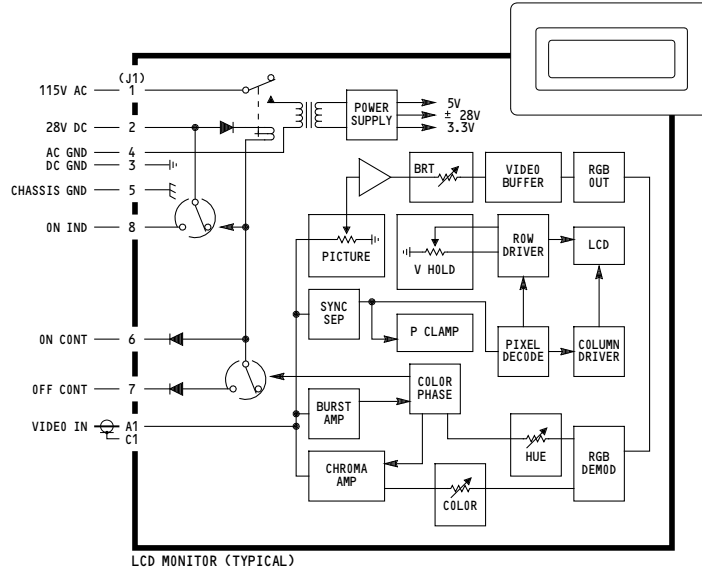 (J1)
115V AC 1
28V DC 2
AC GND 4
DC GND 3
CHASSIS GND 5
ON IND 8
ON CONT 6
OFF CONT 7
VIDEO IN A1
C1
POWER
SUPPLY
5V
± 28V
3.3V
BRT
VIDEO
BUFFER
RGB
OUT
PICTURE
V HOLD
ROW
DRIVER
LCD
SYNC
SEP
P CLAMP
PIXEL
DECODE
COLUMN
DRIVER
COLOR
PHASE
BURST
AMP
CHROMA
AMP
HUE
COLOR
RGB
DEMOD
LCD MONITOR (TYPICAL)